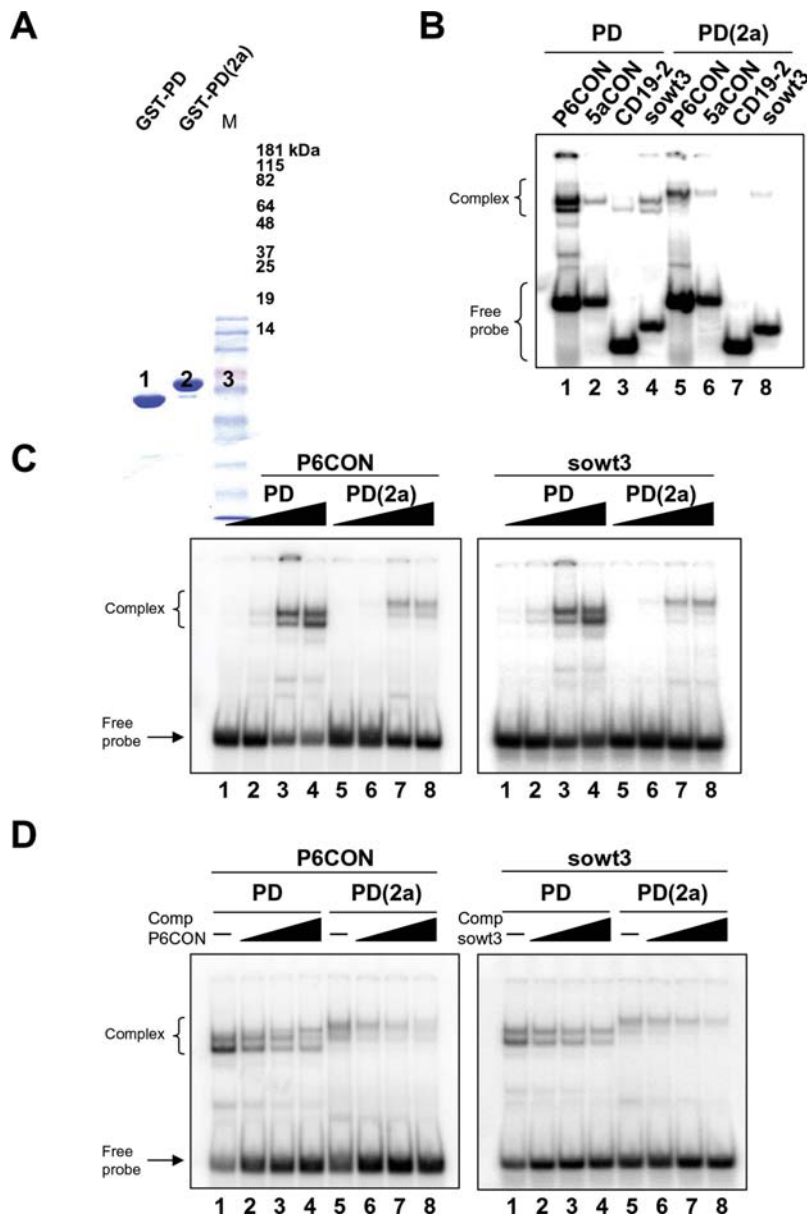 A
GST-PD
GST-PD(2a)
M
181 kDa
115
82
64
48
37
25
19
14
1 2 3
B
PD PD(2a)
P6CON 5aCON CD19-2 sowt3 P6CON 5aCON CD19-2 sowt3
Complex
Free
probe
1 2 3 4 5 6 7 8
C
P6CON sowt3
PD PD(2a) PD PD(2a)
Complex
Free
probe
1 2 3 4 5 6 7 8 1 2 3 4 5 6 7 8
D
P6CON sowt3
PD PD(2a) PD PD(2a)
Comp – – Comp – –
P6CON sowt3
Complex
Free
probe
1 2 3 4 5 6 7 8 1 2 3 4 5 6 7 8